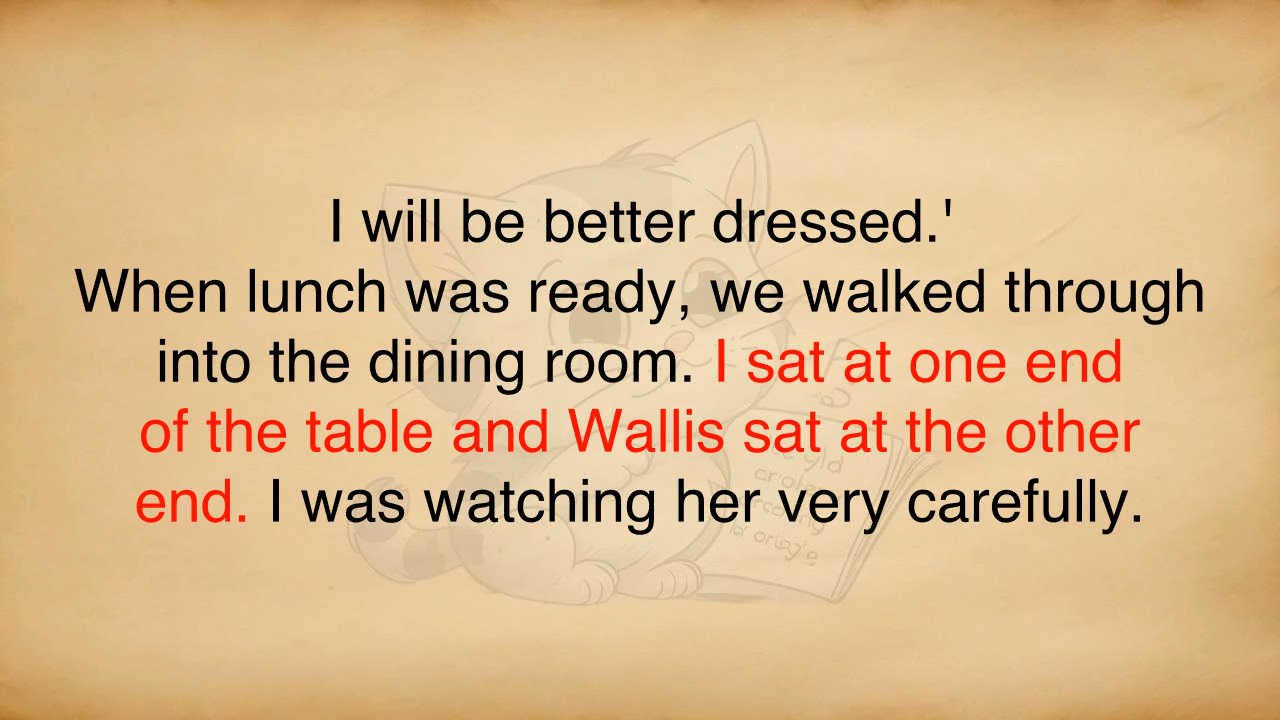 I will be better dressed.'
When lunch was ready, we walked through
into the dining room. I sat at one end
of the table and Wallis sat at the other
end. I was watching her very carefully.